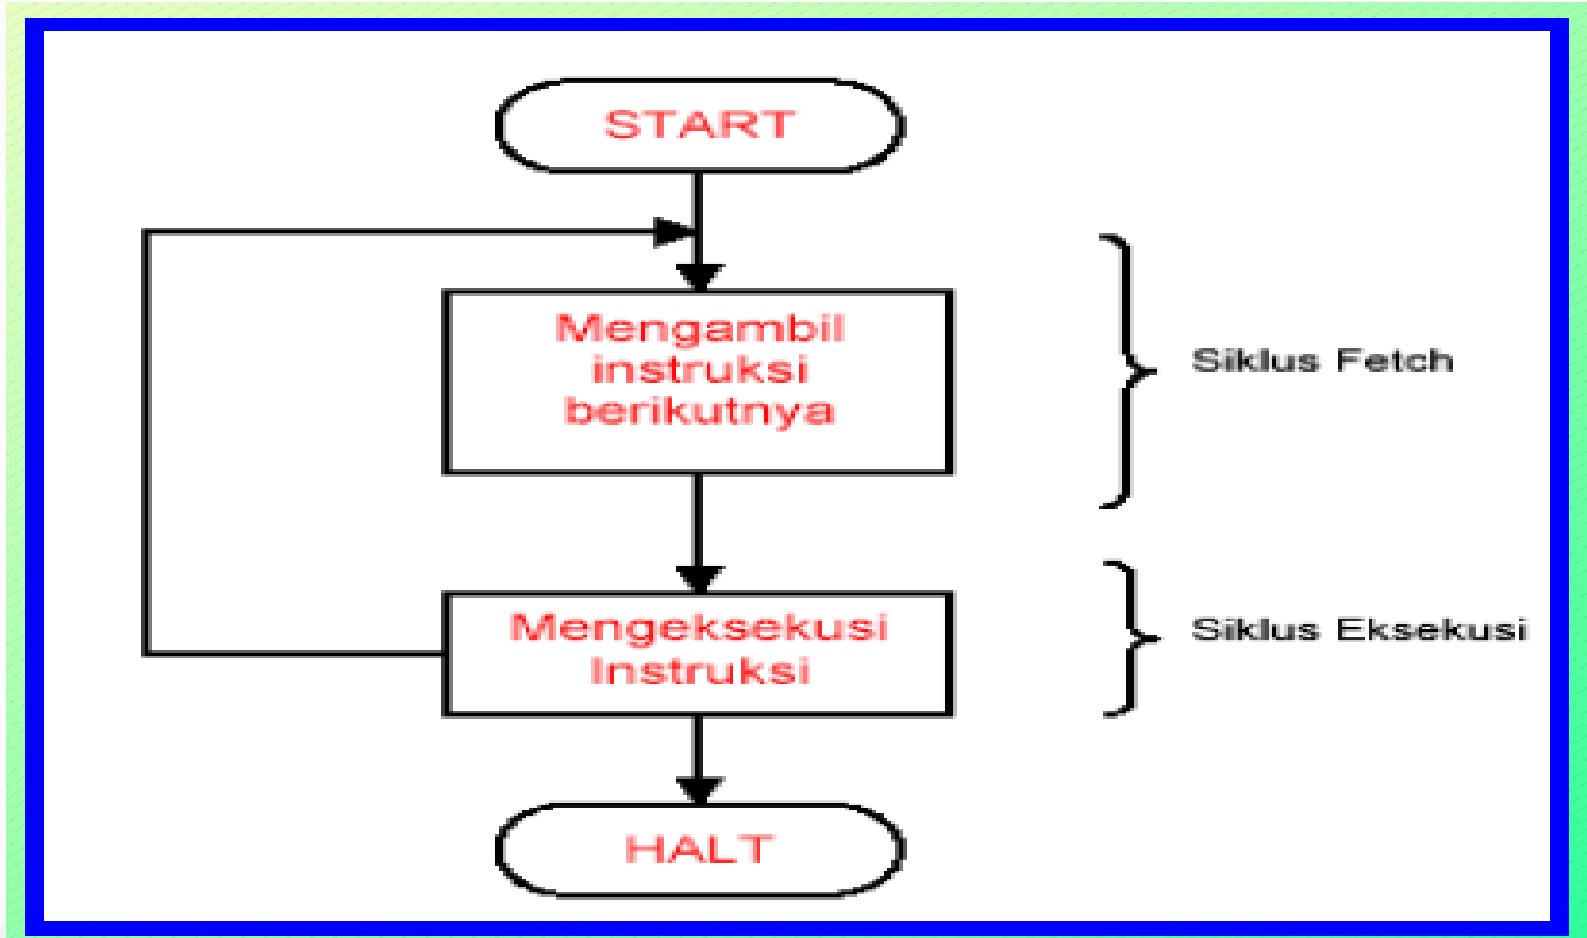 START
Mengambil
instruksi
berikutnya
Siklus Fetch
Mengeksekusi
Instruksi
Siklus Eksekusi
HALT